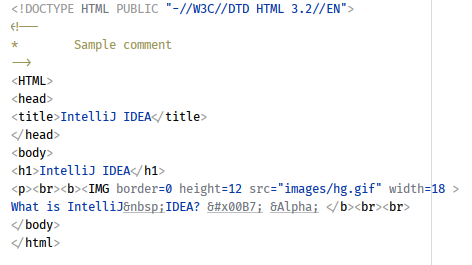 <!DOCTYPE HTML PUBLIC "-//W3C//DTD HTML 3.2//EN">
<!--
*        Sample comment
-->
<HTML>
<head>
<title>IntelliJ IDEA</title>
</head>
<body>
<h1>IntelliJ IDEA</h1>
<p><br><b><IMG border=0 height=12 src="images/hg.gif" width=18 >
What is IntelliJ&nbsp;IDEA? &#x00B7; &Alpha; </b><br><br>
</body>
</html>